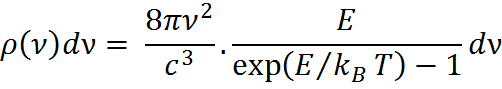 ρ(ν)dν = 8πν²/c³ . E/(exp(E/k_B T) − 1) dν